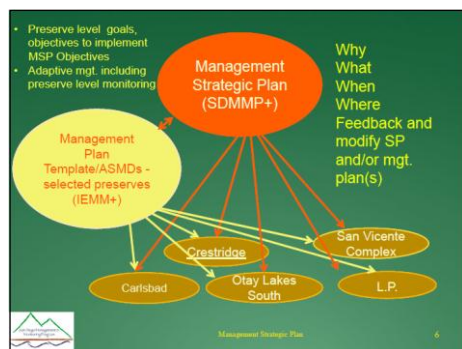 • Preserve level goals,
objectives to implement
MSP Objectives
• Adaptive mgt. including
preserve level monitoring
Management
Strategic Plan
(SDMMP+)
Why
What
When
Where
Feedback and
modify SP
and/or mgt.
plan(s)
Management
Plan
Template/ASMDs -
selected preserves
(IEMM+)
Crestridge
San Vicente
Complex
Carlsbad
Otay Lakes
South
L.P.
Management Strategic Plan
6